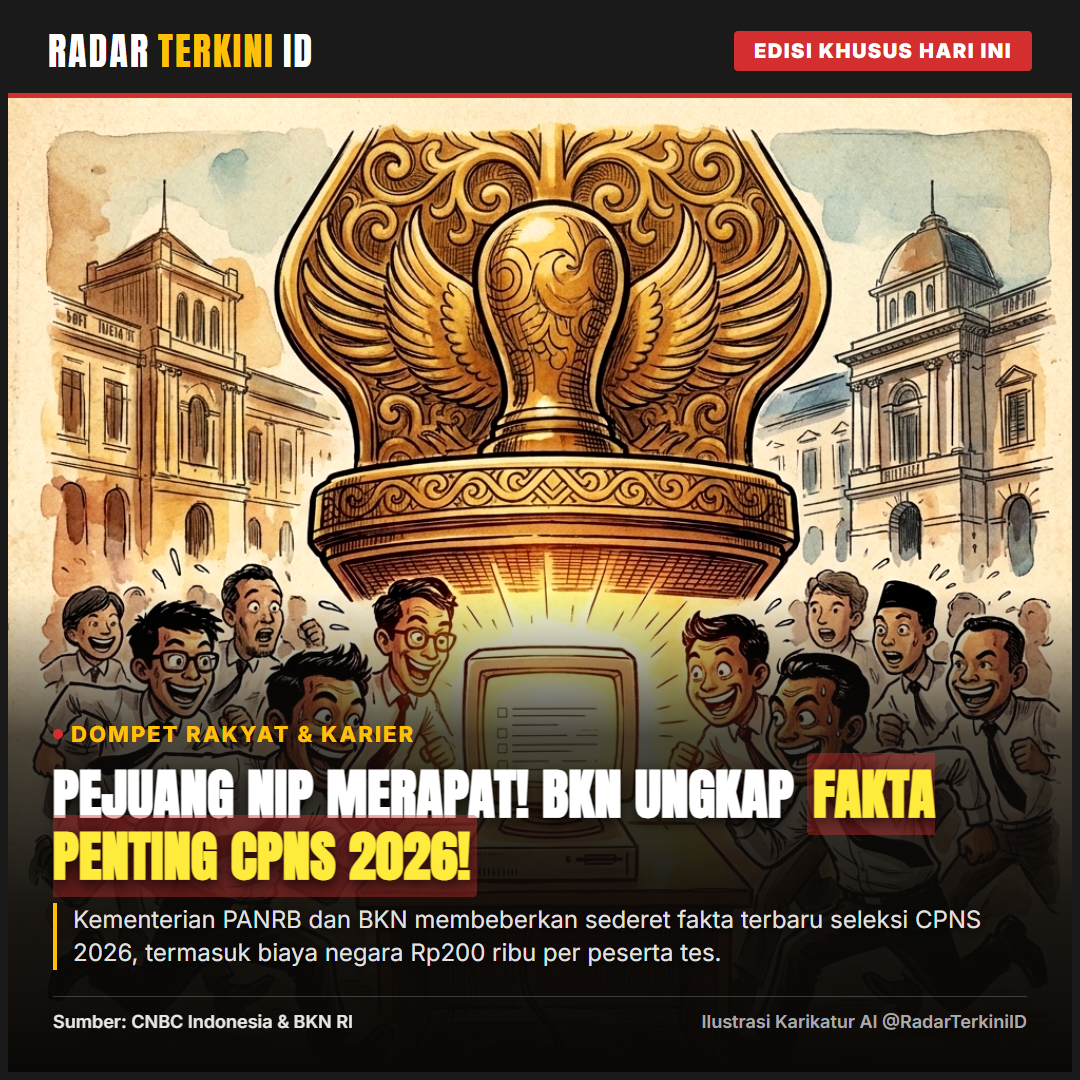 RADAR TERKINI ID
EDISI KHUSUS HARI INI
DOMPET RAKYAT & KARIER
PEJUANG NIP MERAPAT! BKN UNGKAP FAKTA
PENTING CPNS 2026!
Kementerian PANRB dan BKN membeberkan sederet fakta terbaru seleksi CPNS
2026, termasuk biaya negara Rp200 ribu per peserta tes.
Sumber: CNBC Indonesia & BKN RI
Ilustrasi Karikatur AI @RadarTerkiniID